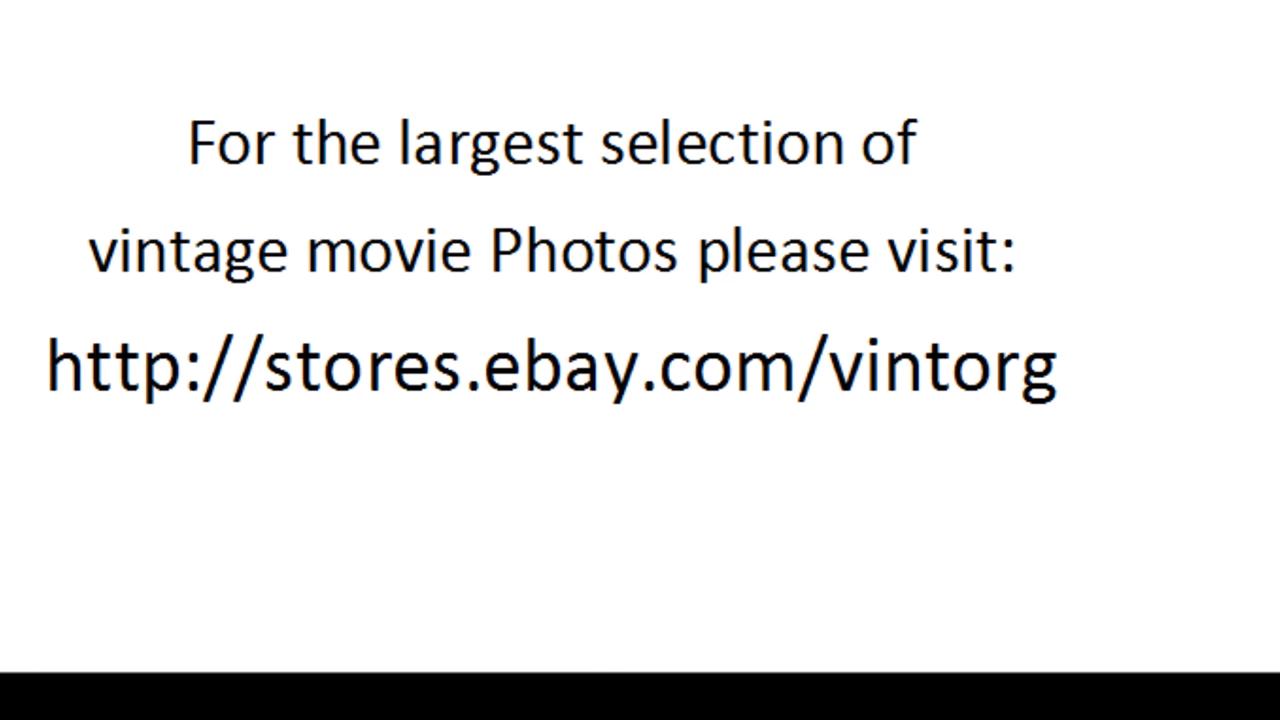 For the largest selection of
vintage movie Photos please visit:
http://stores.ebay.com/vintorg